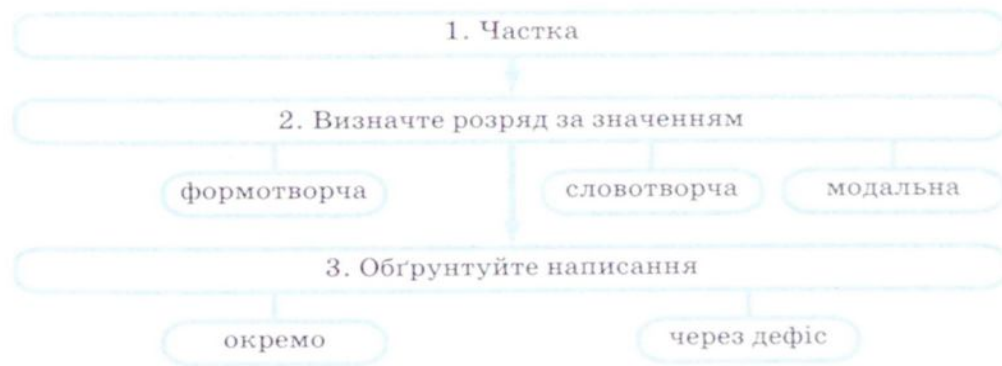 1. Частка
2. Визначте розряд за значенням
формотворча
словотворча
модальна
3. Обґрунтуйте написання
окремо
через дефіс